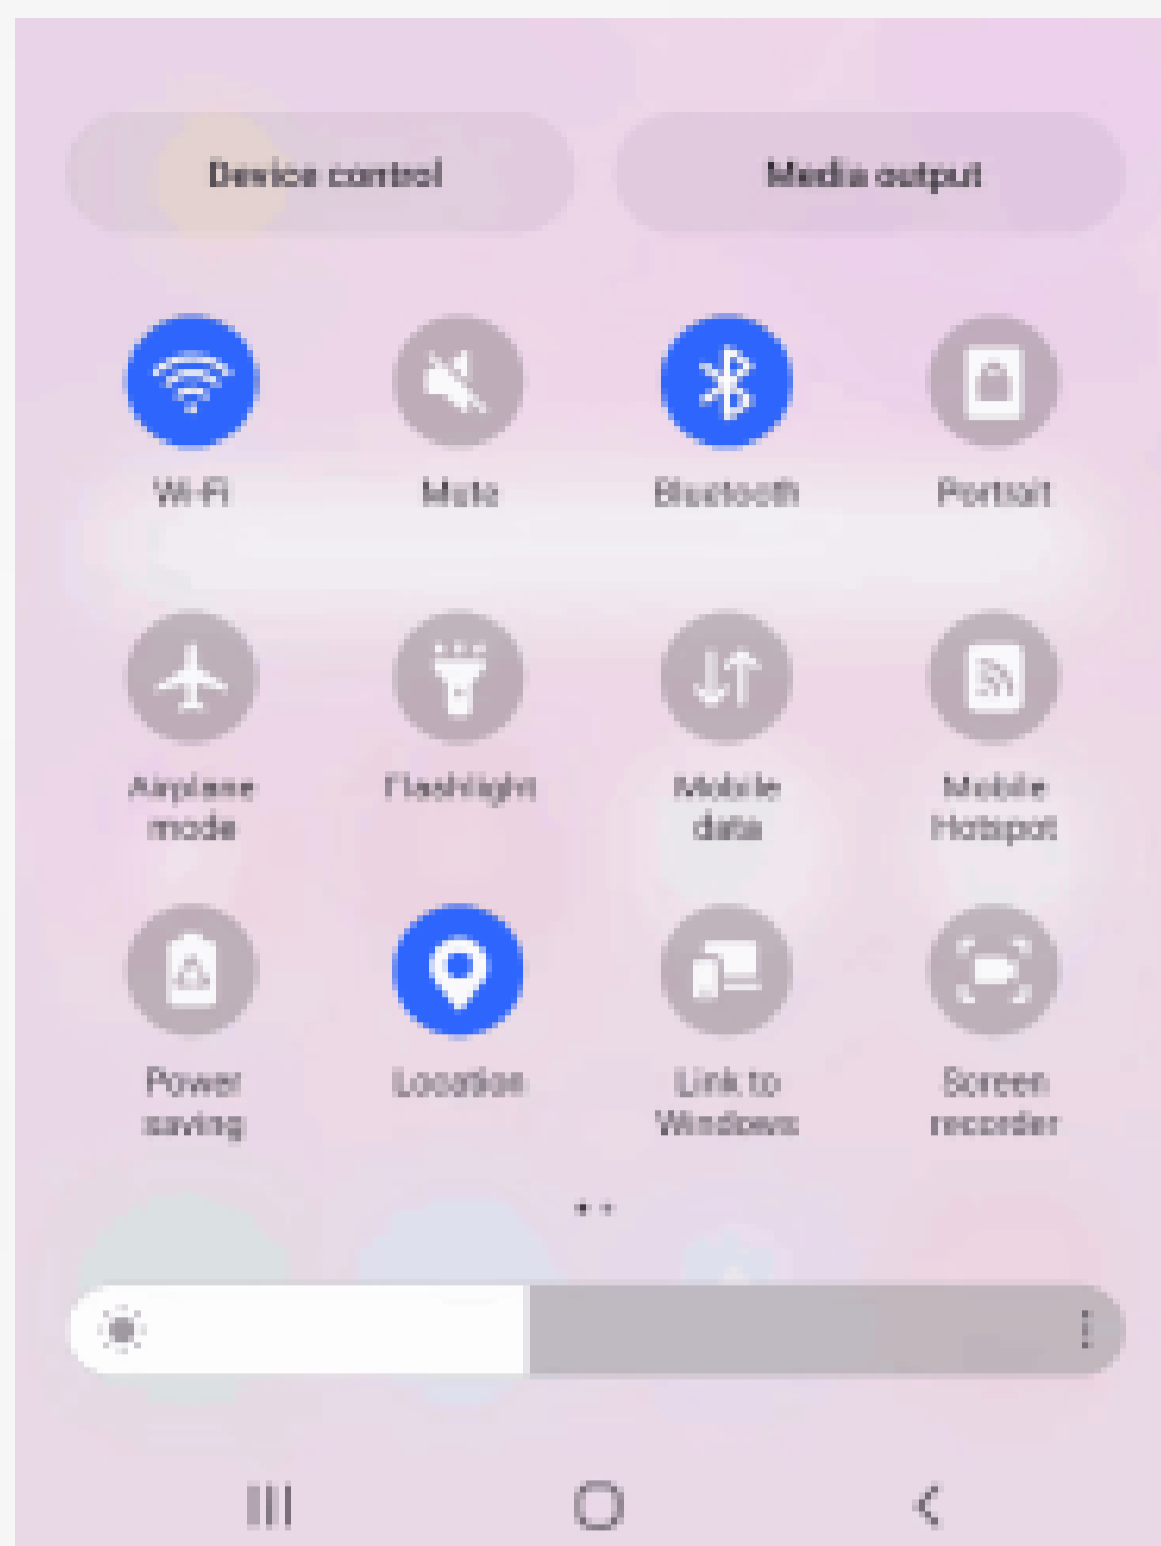 Device control
Media output
Wi-Fi
Mute
Bluetooth
Portrait
Airplane
mode
Flashlight
Mobile
data
Mobile
Hotspot
Power
saving
Location
Link to
Windows
Screen
recorder